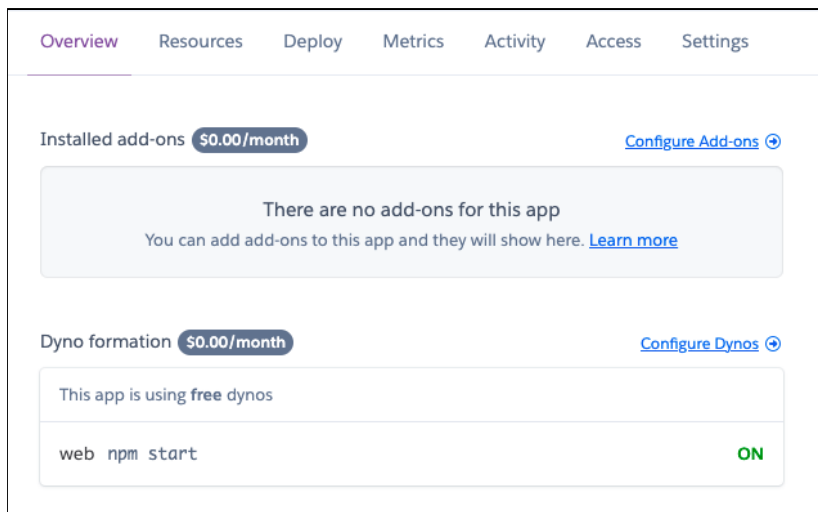 Overview Resources Deploy Metrics Activity Access Settings
Installed add-ons $0.00/month Configure Add-ons
There are no add-ons for this app
You can add add-ons to this app and they will show here. Learn more
Dyno formation $0.00/month Configure Dynos
This app is using free dynos
web npm start ON